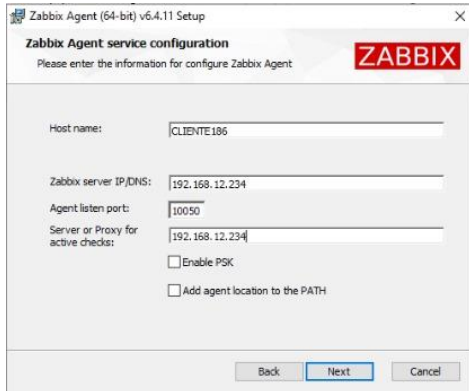 Zabbix Agent (64-bit) v6.4.11 Setup
Zabbix Agent service configuration
Please enter the information for configure Zabbix Agent
ZABBIX
Host name:
CLIENTE186
Zabbix server IP/DNS:
192.168.12.234
Agent listen port:
10050
Server or Proxy for
active checks:
192.168.12.234
Enable PSK
Add agent location to the PATH
Back
Next
Cancel